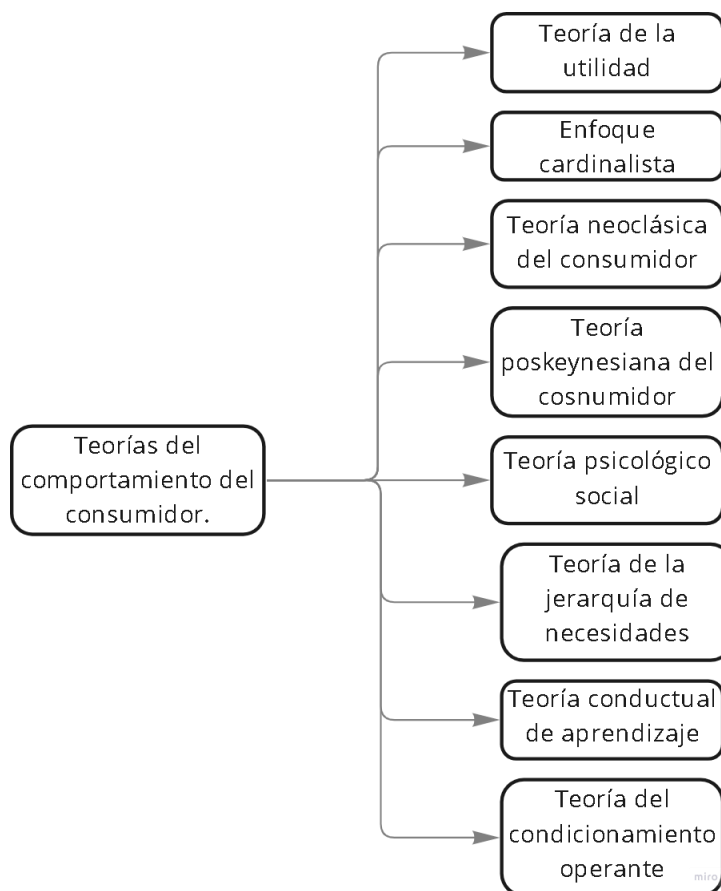 Teorías del
comportamiento del
consumidor.
Teoría de la
utilidad
Enfoque
cardinalista
Teoría neoclásica
del consumidor
Teoría
poskeynesiana del
cosnumidor
Teoría psicológico
social
Teoría de la
jerarquía de
necesidades
Teoría conductual
de aprendizaje
Teoría del
condicionamiento
operante
miro